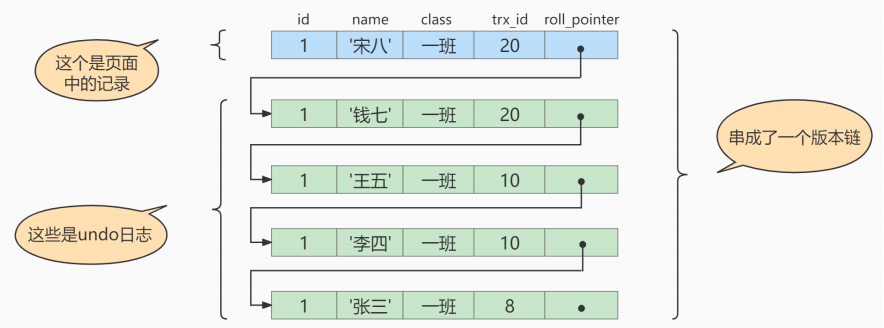 id name class trx_id roll_pointer
1 '宋八' 一班 20
这个是页面
中的记录
1 '钱七' 一班 20
串成了一个版本链
1 '王五' 一班 10
这些是undo日志
1 '李四' 一班 10
1 '张三' 一班 8